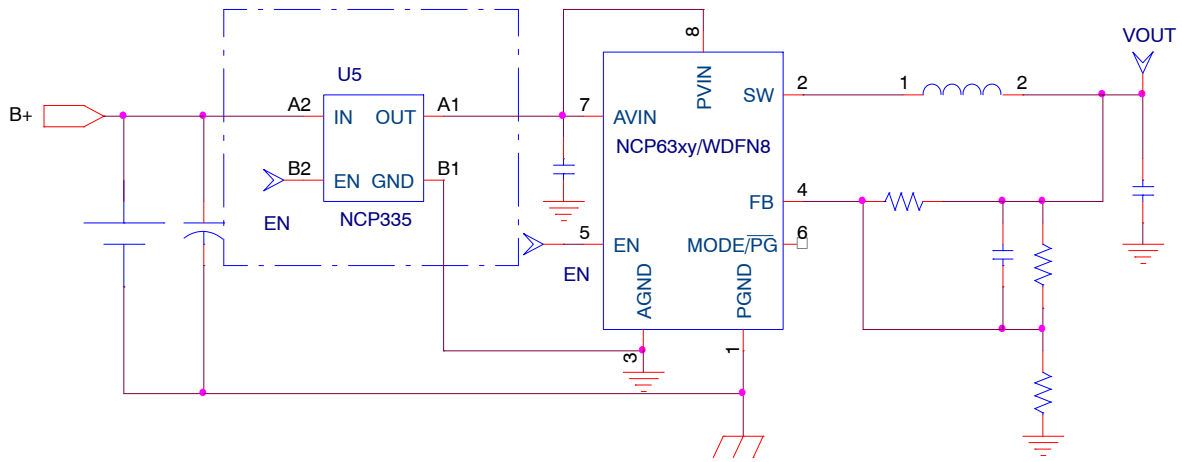 VOUT
8
U5
PVIN
2
1
2
SW
B+
A2
A1
7
IN
OUT
AVIN
NCP63xy/WDFN8
B2
B1
EN
GND
4
FB
EN
NCP335
5
6
EN
MODE/PG
EN
AGND
PGND
3
1